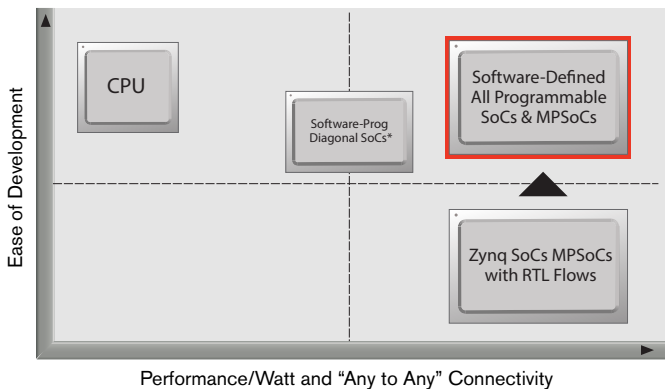 Ease of Development
CPU
Software-Prog
Diagonal SoCs*
Software-Defined
All Programmable
SoCs & MPSoCs
Zynq SoCs MPSoCs
with RTL Flows
Performance/Watt and “Any to Any” Connectivity